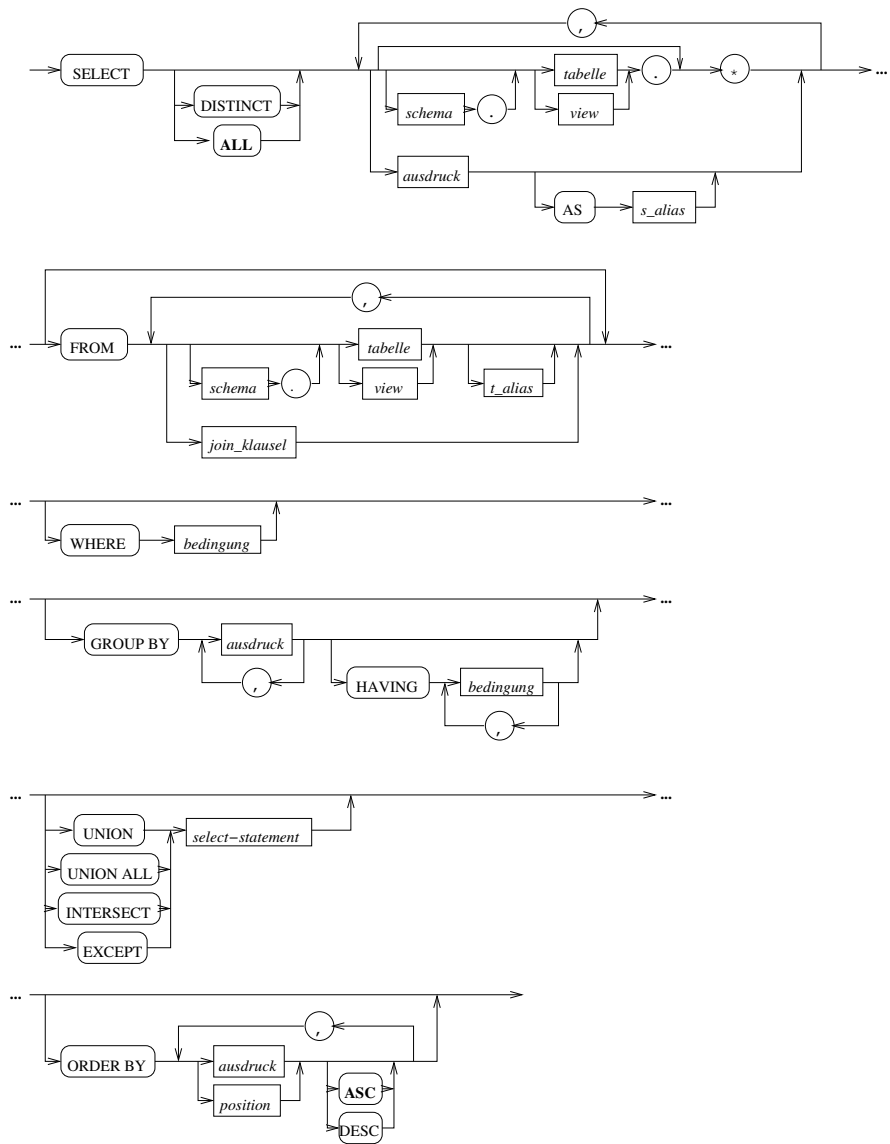 ,
SELECT tabelle . * ...
DISTINCT schema . view
ALL
ausdruck
AS s_alias
,
... FROM tabelle ...
schema . view t_alias
join_klausel
... ...
WHERE bedingung
... ...
GROUP BY ausdruck
, HAVING bedingung
,
... ...
UNION select-statement
UNION ALL
INTERSECT
EXCEPT
...
,
ORDER BY ausdruck
position ASC
DESC